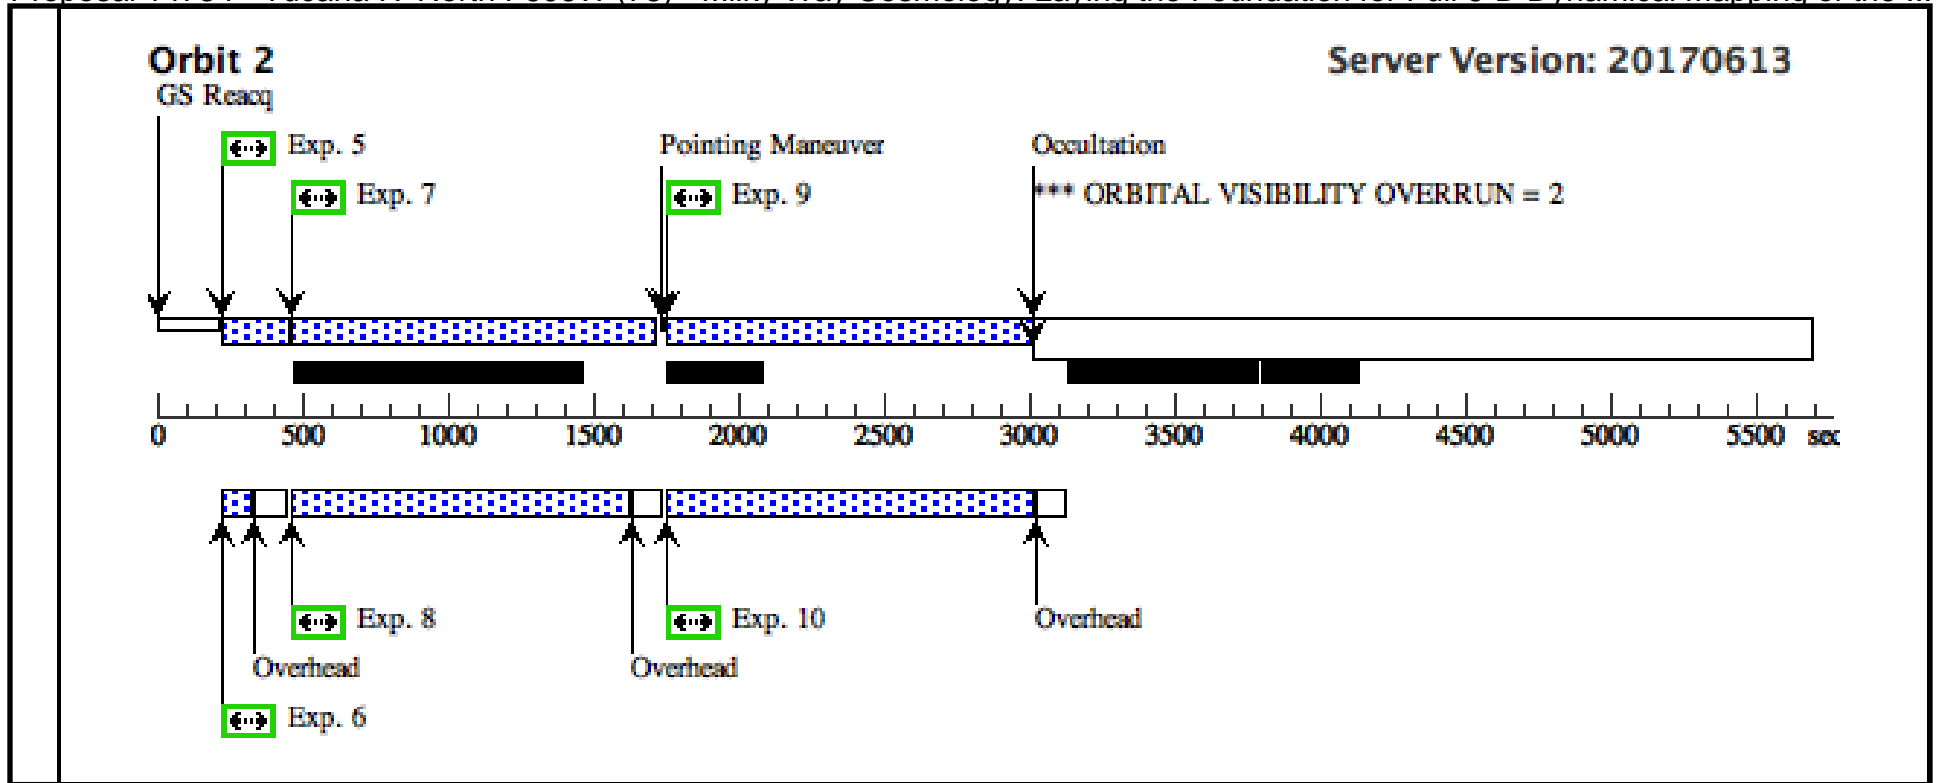 Orbit 2
Server Version: 20170613
GS Reacq
Exp. 5
Pointing Maneuver
Occultation
Exp. 7
Exp. 9
*** ORBITAL VISIBILITY OVERRUN = 2
0 500 1000 1500 2000 2500 3000 3500 4000 4500 5000 5500 sec
Exp. 8
Exp. 10
Overhead
Overhead
Overhead
Exp. 6